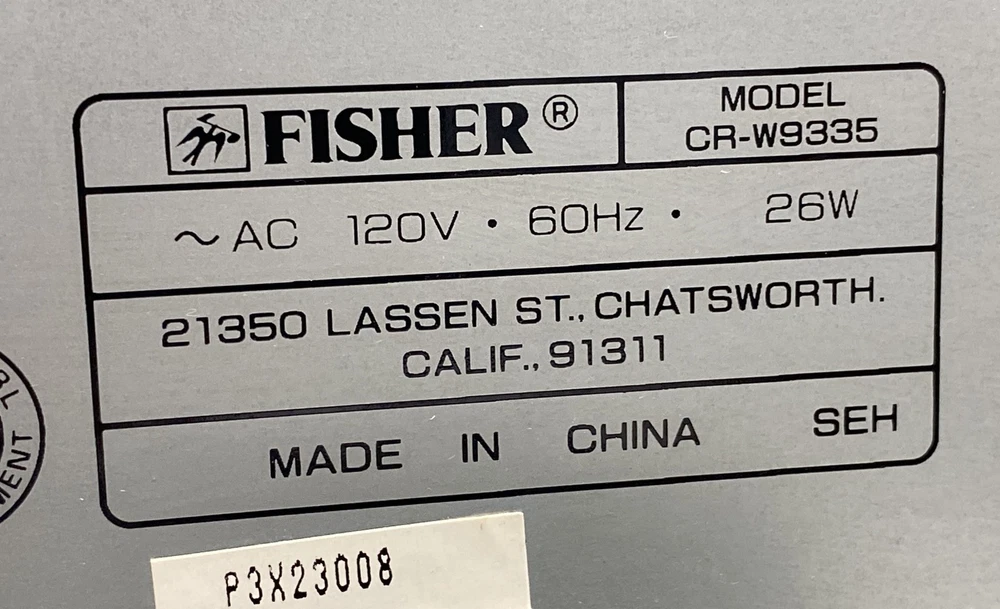 FISHER®
MODEL
CR-W9335
~ AC 120V · 60Hz · 26W
21350 LASSEN ST., CHATSWORTH.
CALIF., 91311
MADE IN CHINA SEH
P3X23008